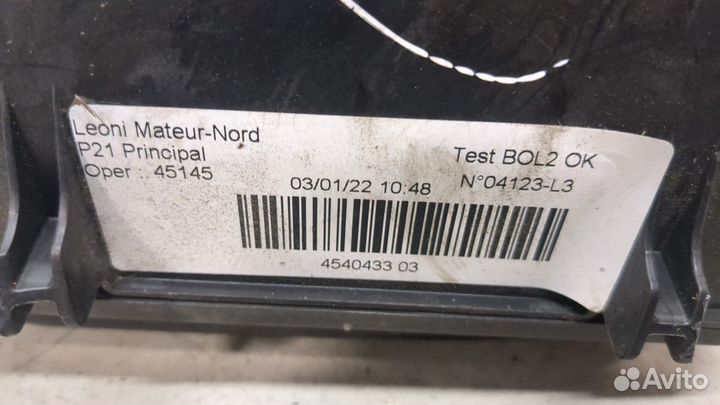 Leoni Mateur-Nord
P21 Principal
Oper : 45145
Test BOL2 OK
03/01/22 10:48
N°04123-L3
4540433 03
Avito